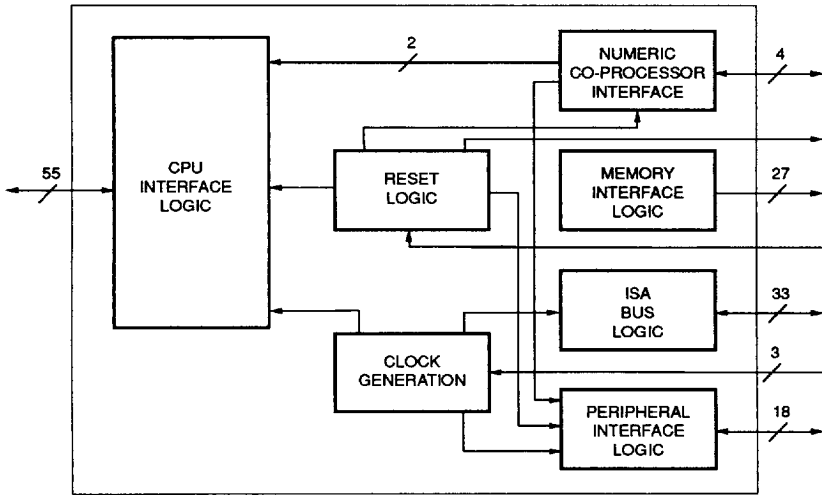 2
NUMERIC
CO-PROCESSOR
INTERFACE
4
55
CPU
INTERFACE
LOGIC
RESET
LOGIC
MEMORY
INTERFACE
LOGIC
27
ISA
BUS
LOGIC
33
CLOCK
GENERATION
3
PERIPHERAL
INTERFACE
LOGIC
18